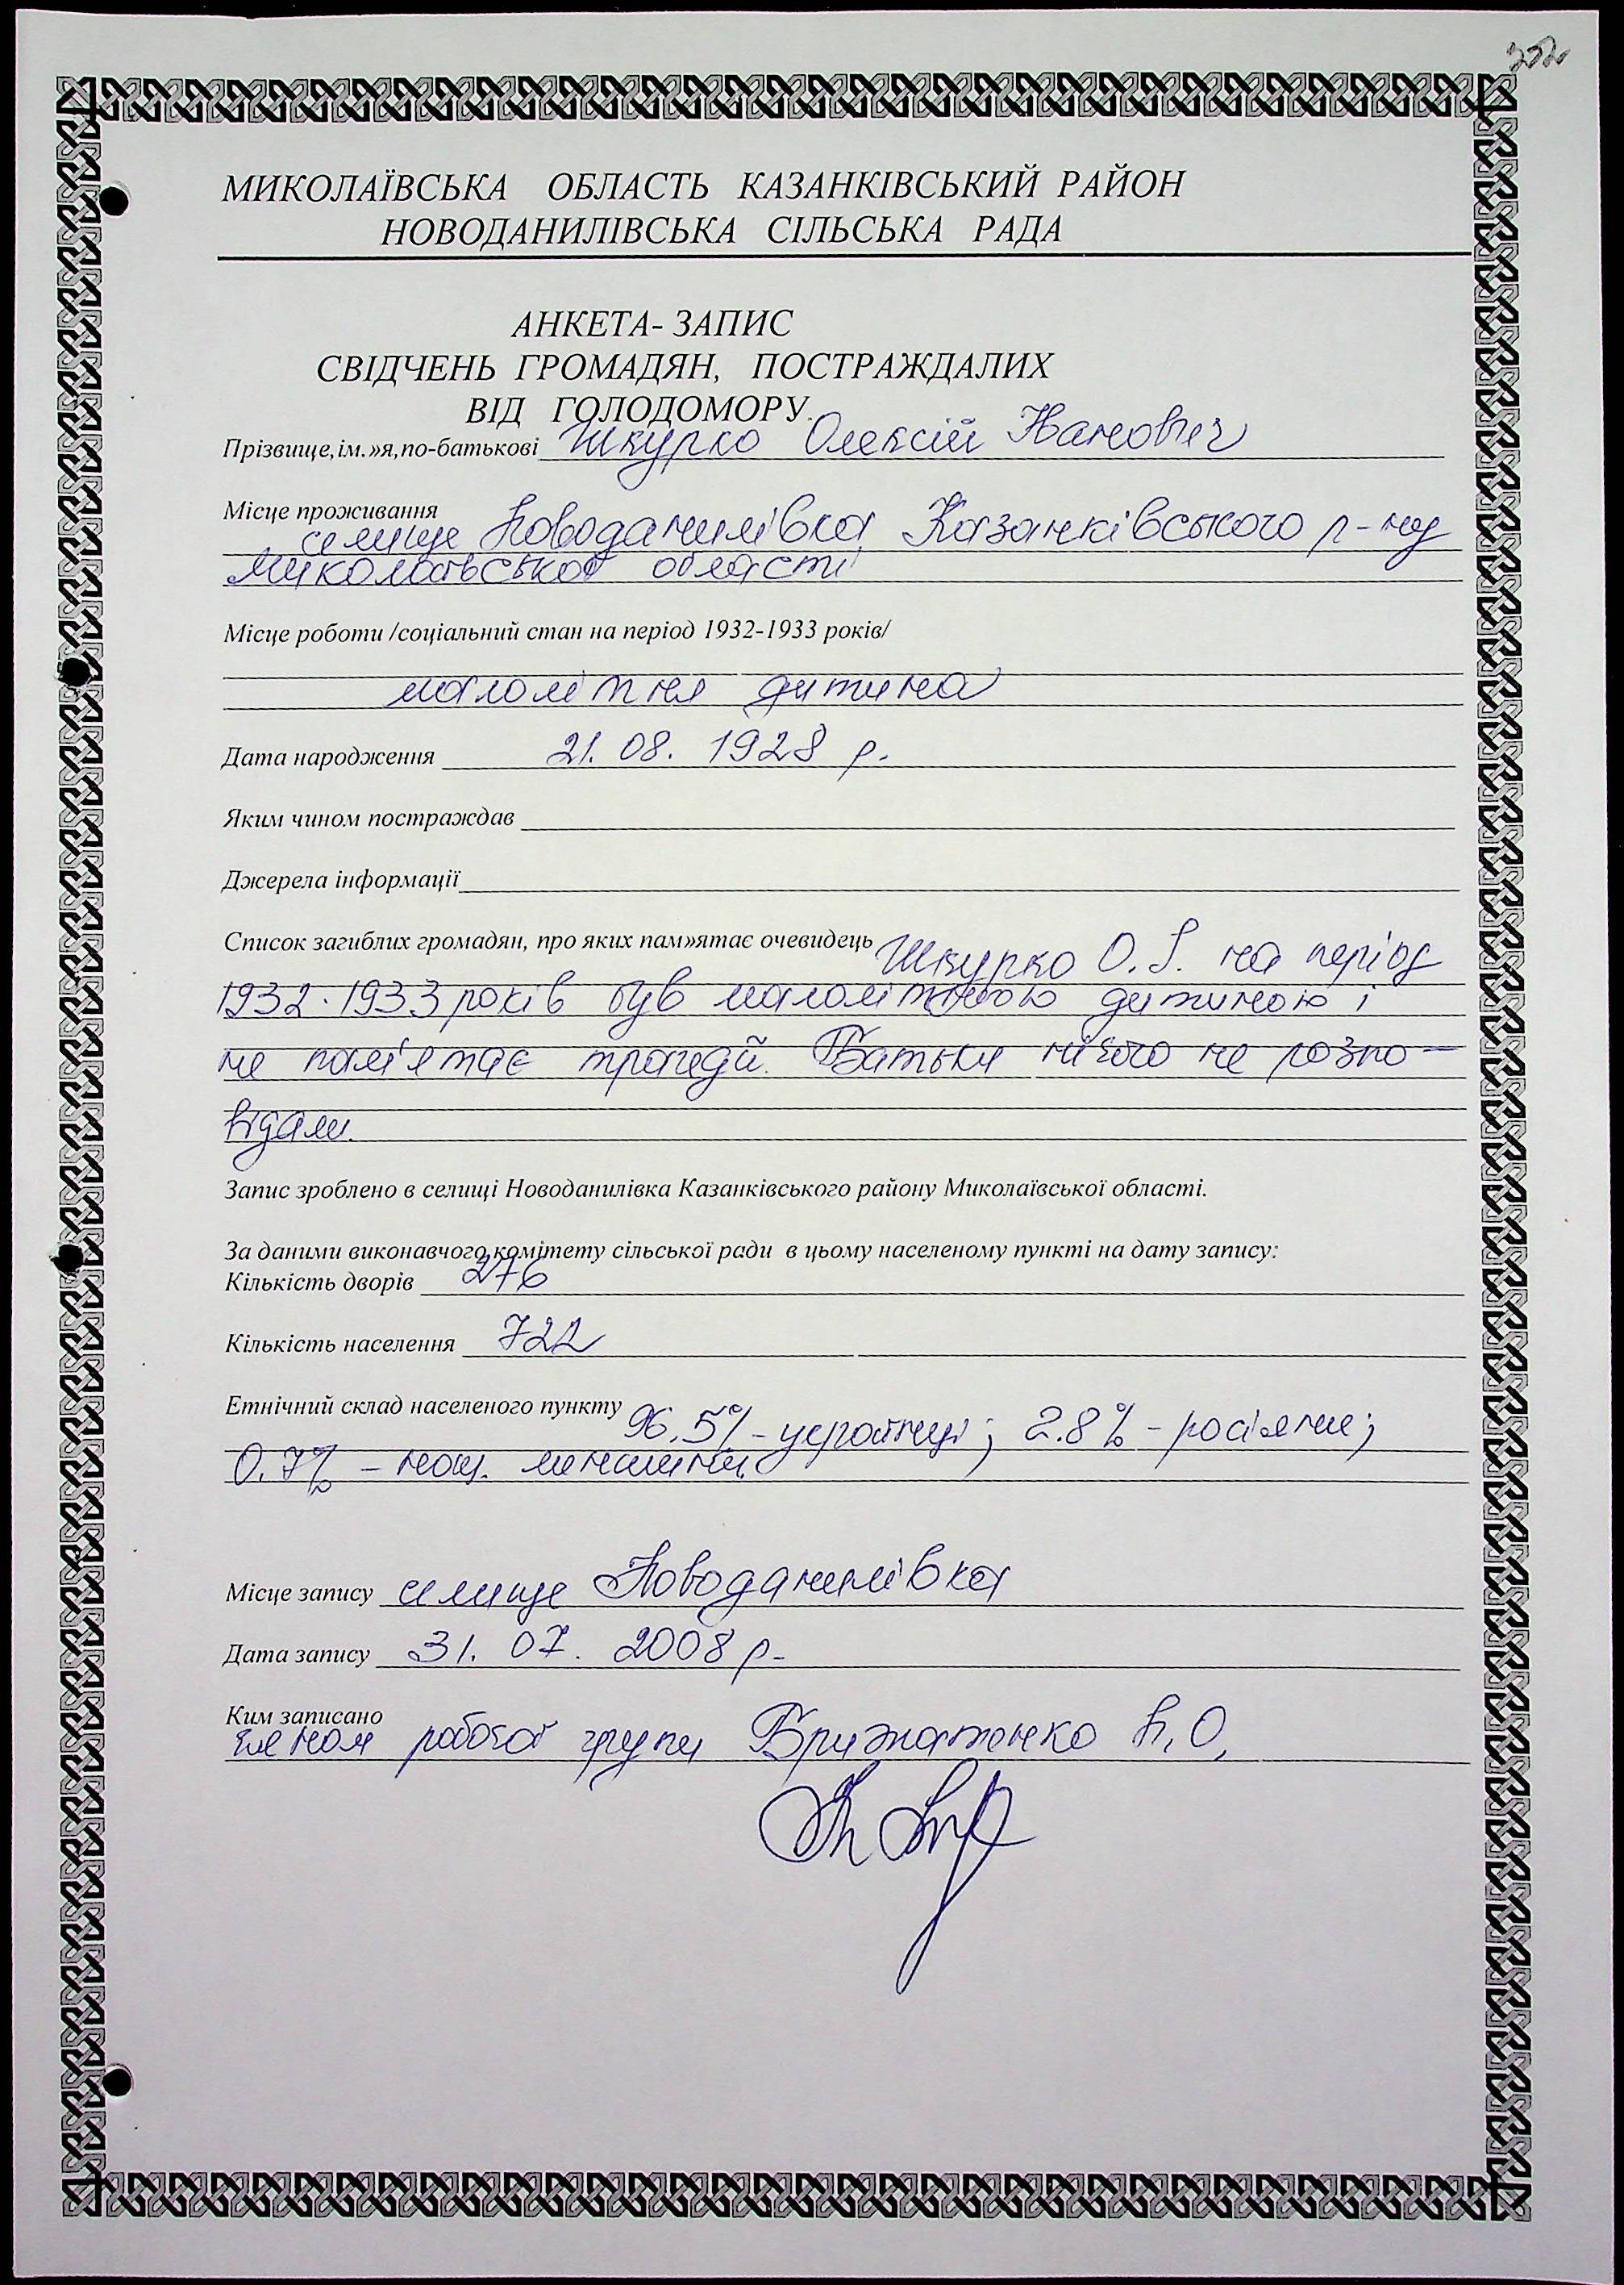 202
МИКОЛАЇВСЬКА ОБЛАСТЬ КАЗАНКІВСЬКИЙ РАЙОН
НОВОДАНИЛІВСЬКА СІЛЬСЬКА РАДА
АНКЕТА- ЗАПИС
СВІДЧЕНЬ ГРОМАДЯН, ПОСТРАЖДАЛИХ
ВІД ГОЛОДОМОРУ.
Прізвище,ім.»я,по-батькові Шкурко Олексій Іванович
Місце проживання
селище Новоданилівка Казанківського р-ну
Миколаївської області
Місце роботи /соціальний стан на період 1932-1933 років/
малолітня дитина
Дата народження 21. 08. 1928 р.
Яким чином постраждав
Джерела інформації
Список загиблих громадян, про яких пам»ятає очевидець Шкурко О.І. на період
1932-1933 років був малолітньою дитиною і
не пам'ятає трагедії. Батьки нічого не розпо-
відали.
Запис зроблено в селищі Новоданилівка Казанківського району Миколаївської області.
За даними виконавчого комітету сільської ради в цьому населеному пункті на дату запису:
Кількість дворів 276
Кількість населення 722
Етнічний склад населеного пункту 96.5% - українці; 2.8% - росіяни;
0.7% - нац. меншини.
Місце запису селище Новоданилівка
Дата запису 31. 07. 2008 р.
Ким записано
член робочої групи Брижатенко Н.О.